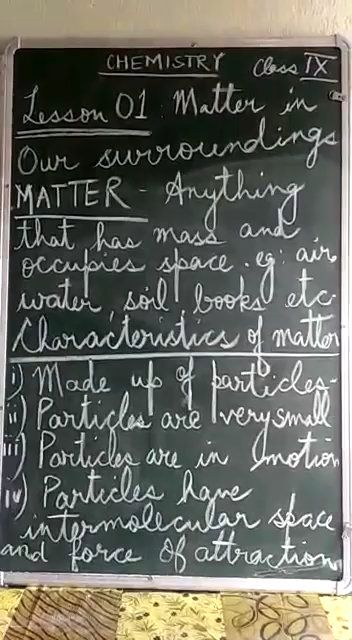 CHEMISTRY Class IX
Lesson 01 Matter in
Our surroundings
MATTER - Anything
that has mass and
occupies space. eg: air,
water, soil, books etc.
Characteristics of matter
i) Made up of particles.
ii) Particles are very small
iii) Particles are in motion
iv) Particles have
intermolecular space
and force of attraction